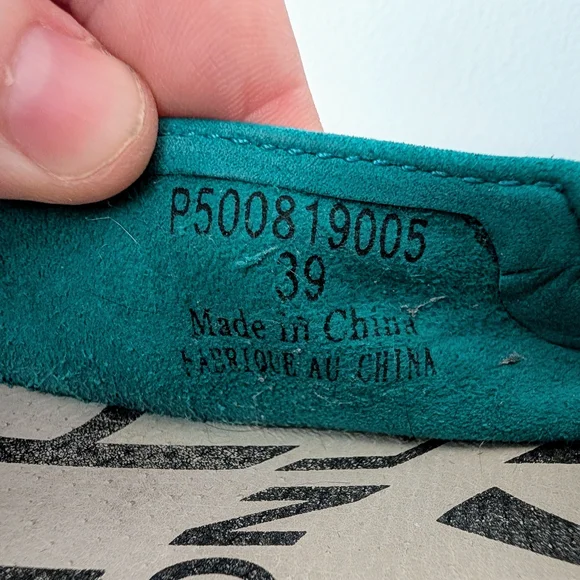 P500819005
39
Made in China
FABRIQUE AU CHINA